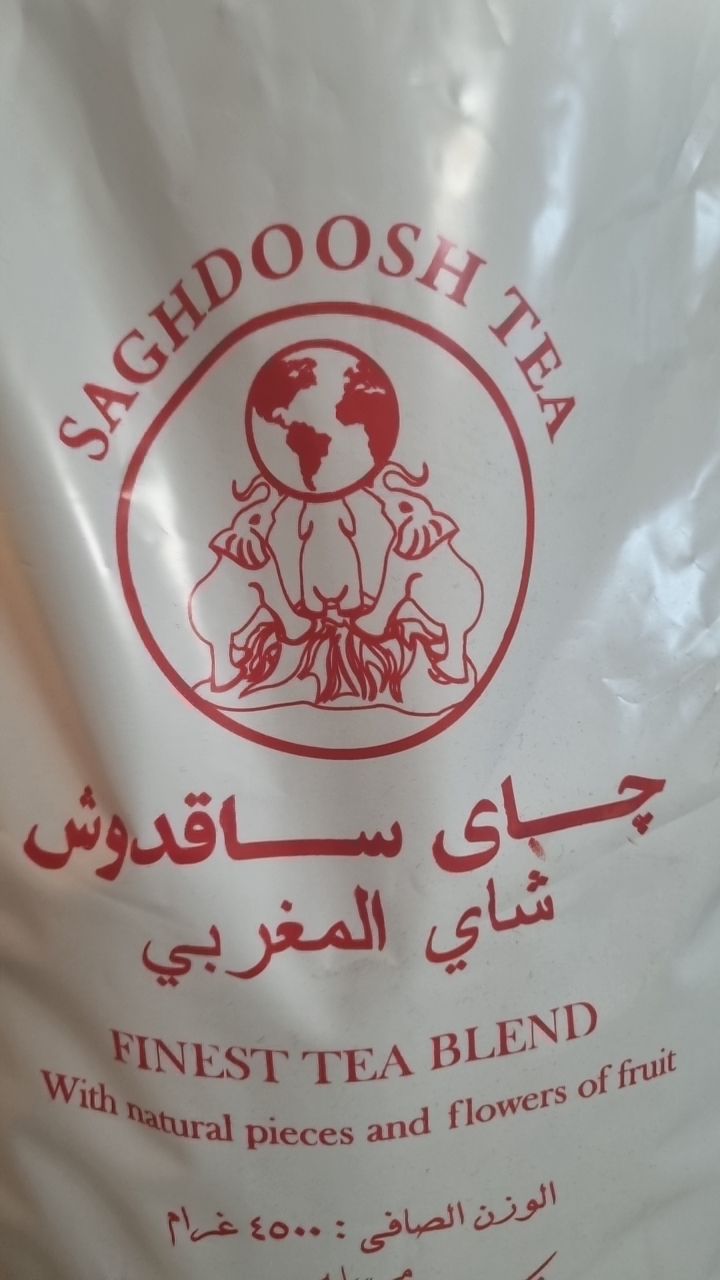 SAGHDOOSH TEA
چای ساقدوش
شاي المغربي
FINEST TEA BLEND
With natural pieces and flowers of fruit
الوزن الصافي : ٤٥٠٠ غرام